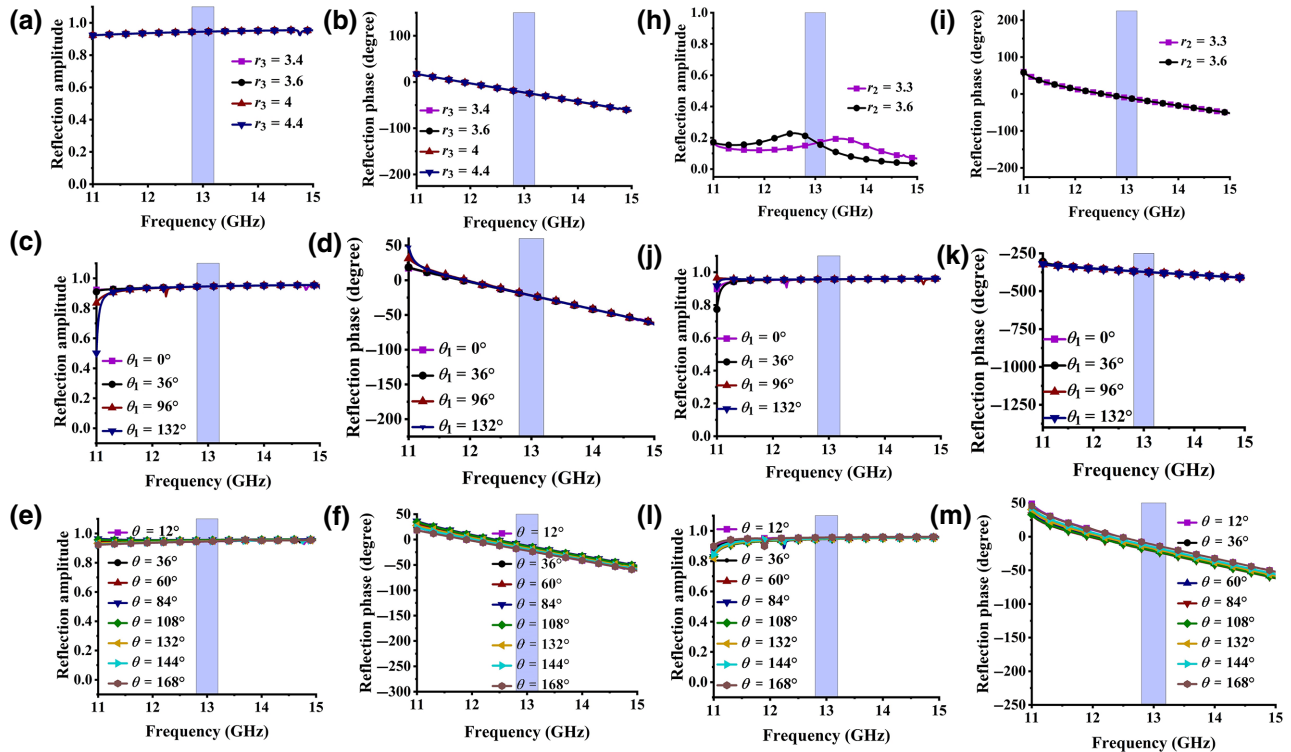 (a)
Reflection amplitude
1.0
0.8
0.6
0.4
0.2
0.0
r3 = 3.4
r3 = 3.6
r3 = 4
r3 = 4.4
11 12 13 14 15
Frequency (GHz)
(b)
Reflection phase (degree)
100
0
−100
−200
r3 = 3.4
r3 = 3.6
r3 = 4
r3 = 4.4
11 12 13 14 15
Frequency (GHz)
(h)
Reflection amplitude
1.0
0.8
0.6
0.4
0.2
0.0
r2 = 3.3
r2 = 3.6
11 12 13 14 15
Frequency (GHz)
(i)
Reflection phase (degree)
200
100
0
−100
−200
r2 = 3.3
r2 = 3.6
11 12 13 14 15
Frequency (GHz)
(c)
Reflection amplitude
1.0
0.8
0.6
0.4
0.2
0.0
θ1 = 0°
θ1 = 36°
θ1 = 96°
θ1 = 132°
11 12 13 14 15
Frequency (GHz)
(d)
Reflection phase (degree)
50
0
−50
−100
−150
−200
θ1 = 0°
θ1 = 36°
θ1 = 96°
θ1 = 132°
11 12 13 14 15
Frequency (GHz)
(j)
Reflection amplitude
1.0
0.8
0.6
0.4
0.2
0.0
θ1 = 0°
θ1 = 36°
θ1 = 96°
θ1 = 132°
11 12 13 14 15
Frequency (GHz)
(k)
Reflection phase (degree)
−250
−500
−750
−1000
−1250
θ1 = 0°
θ1 = 36°
θ1 = 96°
θ1 = 132°
11 12 13 14 15
Frequency (GHz)
(e)
Reflection amplitude
1.0
0.8
0.6
0.4
0.2
0.0
θ = 12°
θ = 36°
θ = 60°
θ = 84°
θ = 108°
θ = 132°
θ = 144°
θ = 168°
11 12 13 14 15
Frequency (GHz)
(f)
Reflection phase (degree)
50
0
−50
−100
−150
−200
−250
−300
θ = 12°
θ = 36°
θ = 60°
θ = 84°
θ = 108°
θ = 132°
θ = 144°
θ = 168°
11 12 13 14 15
Frequency (GHz)
(l)
Reflection amplitude
1.0
0.8
0.6
0.4
0.2
0.0
θ = 12°
θ = 36°
θ = 60°
θ = 84°
θ = 108°
θ = 132°
θ = 144°
θ = 168°
11 12 13 14 15
Frequency (GHz)
(m)
Reflection phase (degree)
50
0
−50
−100
−150
−200
−250
θ = 12°
θ = 36°
θ = 60°
θ = 84°
θ = 108°
θ = 132°
θ = 144°
θ = 168°
11 12 13 14 15
Frequency (GHz)